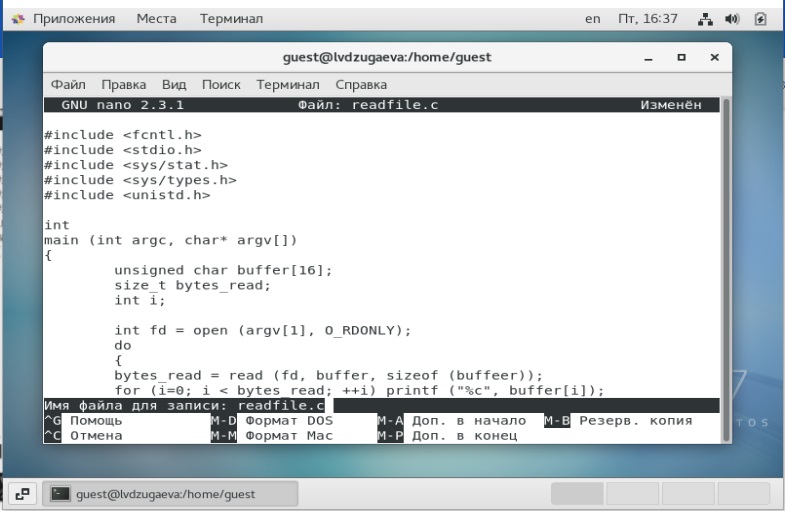 Приложения Места Терминал en Пт, 16:37
guest@lvdzugaeva:/home/guest
Файл Правка Вид Поиск Терминал Справка
GNU nano 2.3.1 Файл: readfile.c Изменён
#include <fcntl.h>
#include <stdio.h>
#include <sys/stat.h>
#include <sys/types.h>
#include <unistd.h>
int
main (int argc, char* argv[])
{
unsigned char buffer[16];
size_t bytes_read;
int i;
int fd = open (argv[1], O_RDONLY);
do
{
bytes_read = read (fd, buffer, sizeof (buffeer));
for (i=0; i < bytes_read; ++i) printf ("%c", buffer[i]);
Имя файла для записи: readfile.c
^G Помощь M-D Формат DOS M-A Доп. в начало M-B Резерв. копия
^C Отмена M-M Формат Mac M-P Доп. в конец
7
TOS
guest@lvdzugaeva:/home/guest